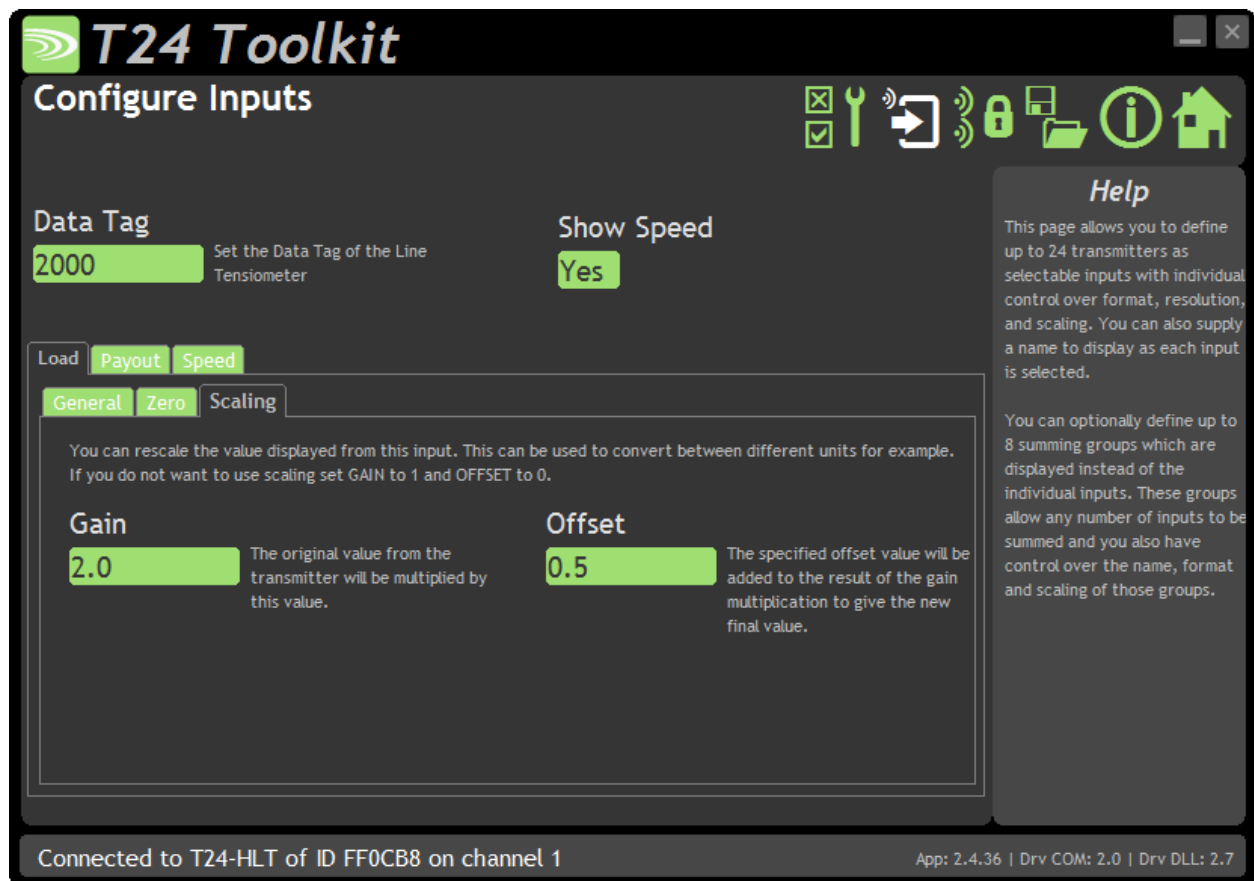 T24 Toolkit
Configure Inputs
Data Tag
2000
Set the Data Tag of the Line
Tensiometer
Show Speed
Yes
Load
Payout
Speed
General
Zero
Scaling
You can rescale the value displayed from this input. This can be used to convert between different units for example.
If you do not want to use scaling set GAIN to 1 and OFFSET to 0.
Gain
2.0
The original value from the
transmitter will be multiplied by
this value.
Offset
0.5
The specified offset value will be
added to the result of the gain
multiplication to give the new
final value.
Help
This page allows you to define
up to 24 transmitters as
selectable inputs with individual
control over format, resolution,
and scaling. You can also supply
a name to display as each input
is selected.
You can optionally define up to
8 summing groups which are
displayed instead of the
individual inputs. These groups
allow any number of inputs to be
summed and you also have
control over the name, format
and scaling of those groups.
Connected to T24-HLT of ID FF0CB8 on channel 1
App: 2.4.36 | Drv COM: 2.0 | Drv DLL: 2.7